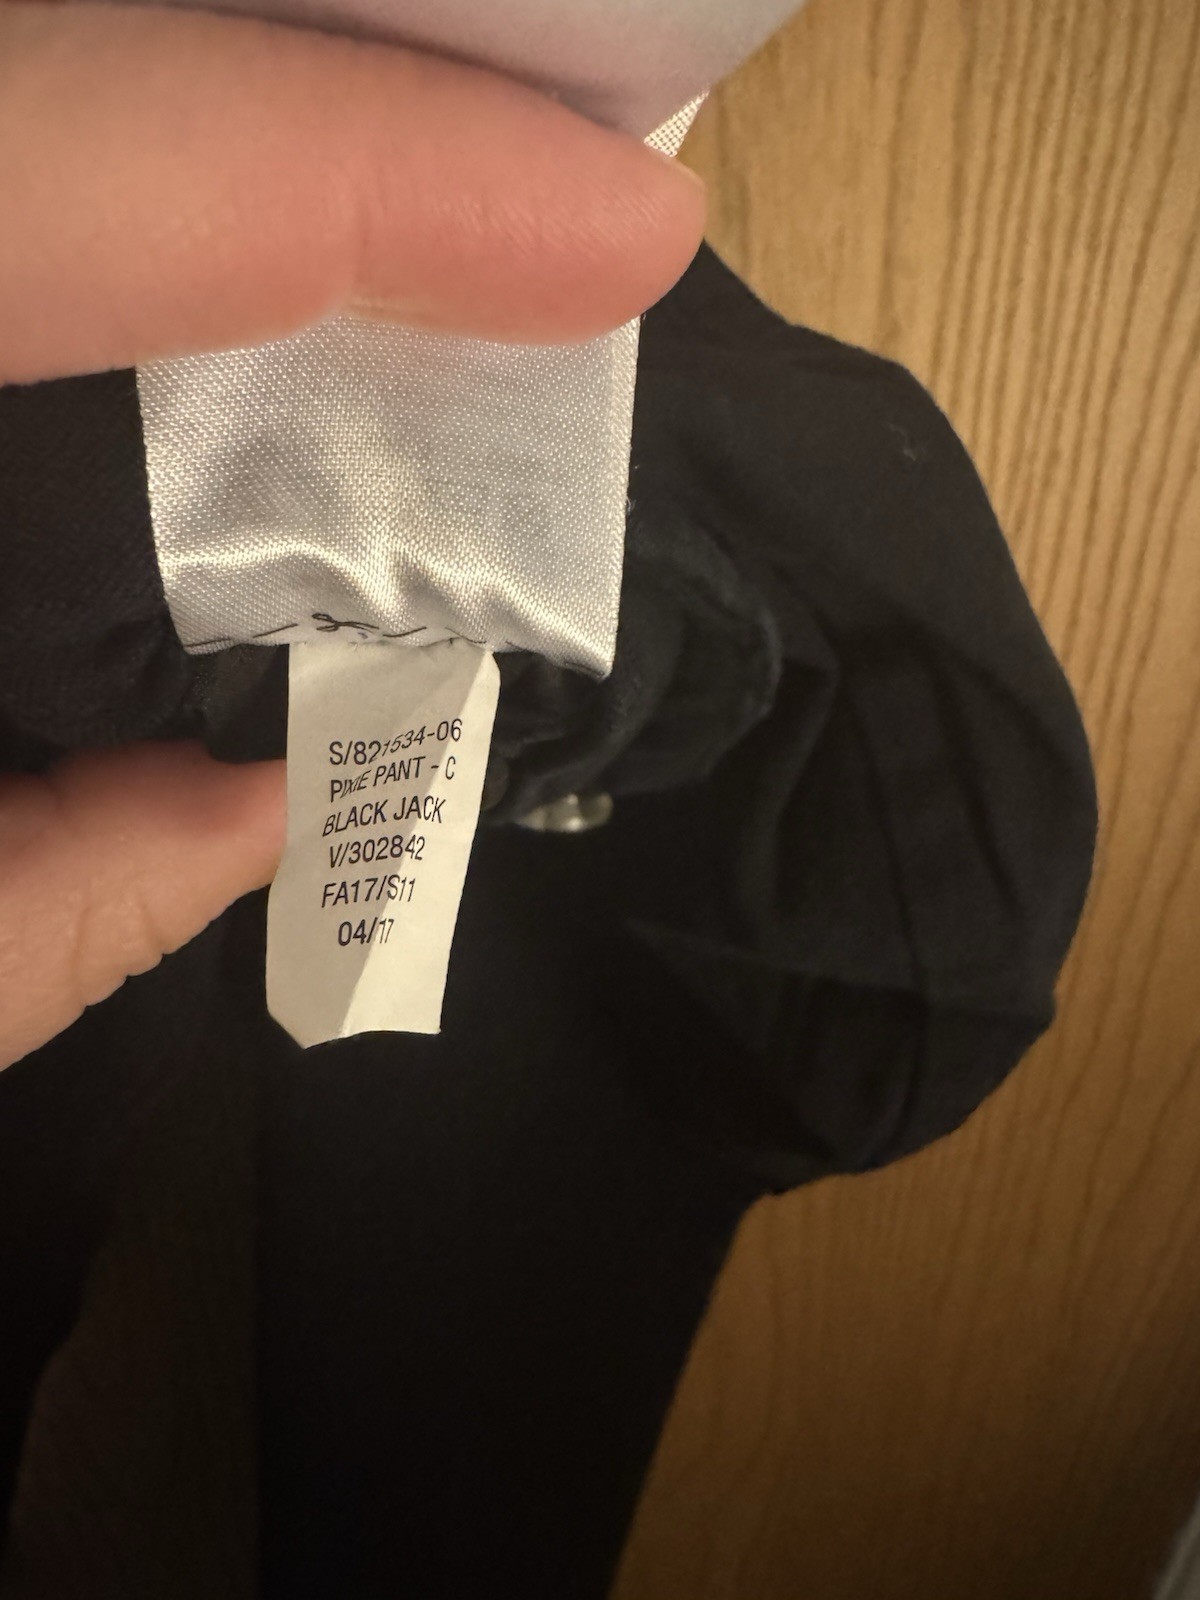 S/821534-06
PIXIE PANT - C
BLACK JACK
V/302842
FA17/S11
04/17